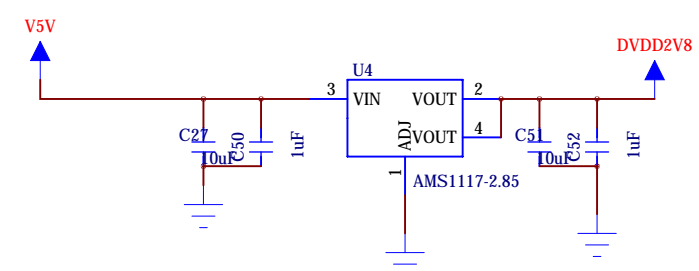 V5V
DVDD2V8
U4
3
VIN
VOUT
2
ADJ
VOUT
4
1
AMS1117-2.85
C27
10uF
C50
1uF
C51
10uF
C52
1uF